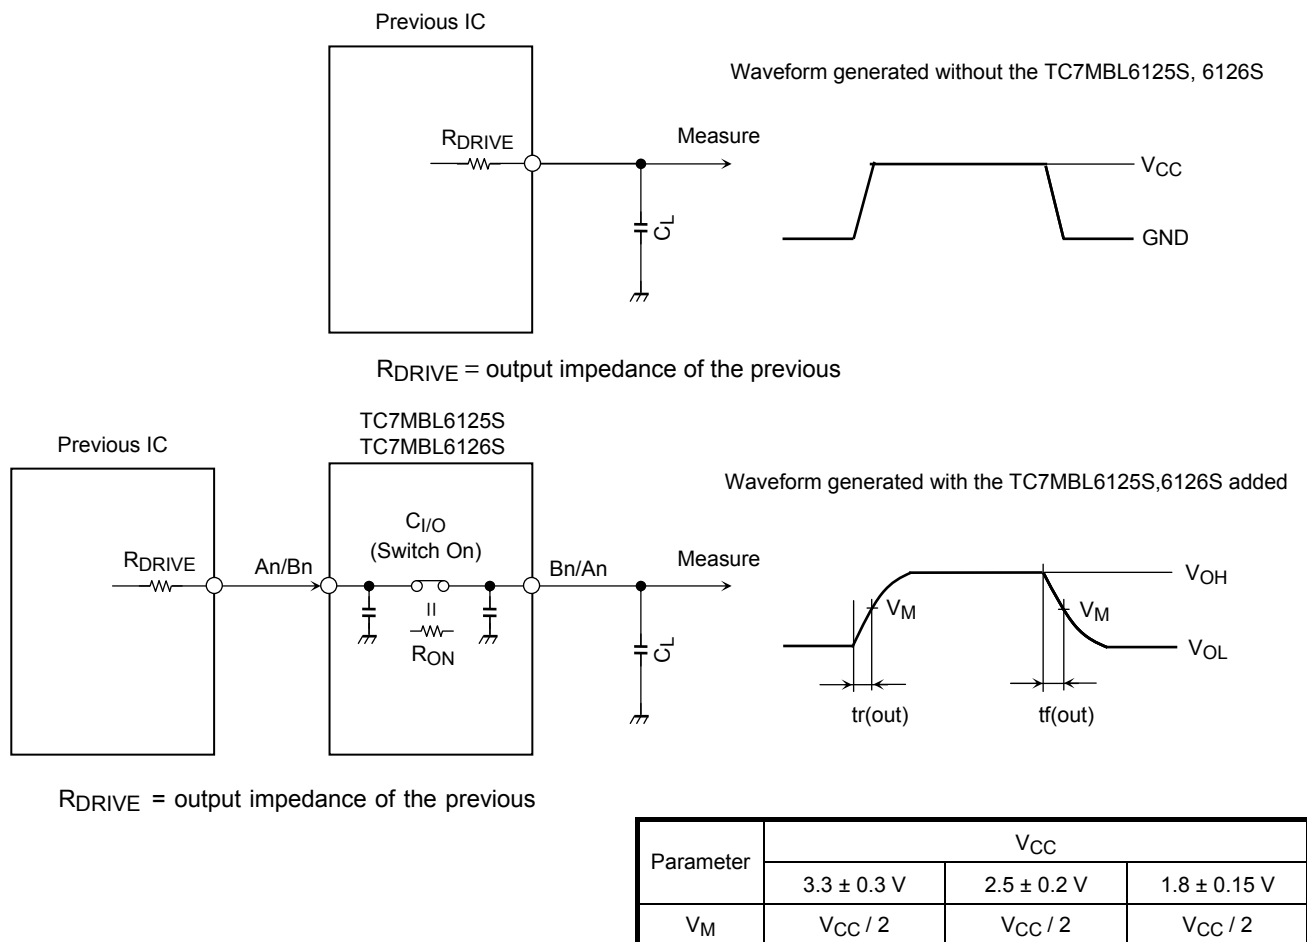 Previous IC
Waveform generated without the TC7MBL6125S, 6126S
RDRIVE
Measure
VCC
CL
GND
RDRIVE = output impedance of the previous
TC7MBL6125S
TC7MBL6126S
Previous IC
Waveform generated with the TC7MBL6125S,6126S added
CI/O
(Switch On)
RDRIVE
An/Bn
Bn/An
Measure
VOH
VM
VM
RON
CL
VOL
tr(out)
tf(out)
RDRIVE = output impedance of the previous
Parameter
VCC
3.3 ± 0.3 V
2.5 ± 0.2 V
1.8 ± 0.15 V
VM
VCC / 2
VCC / 2
VCC / 2